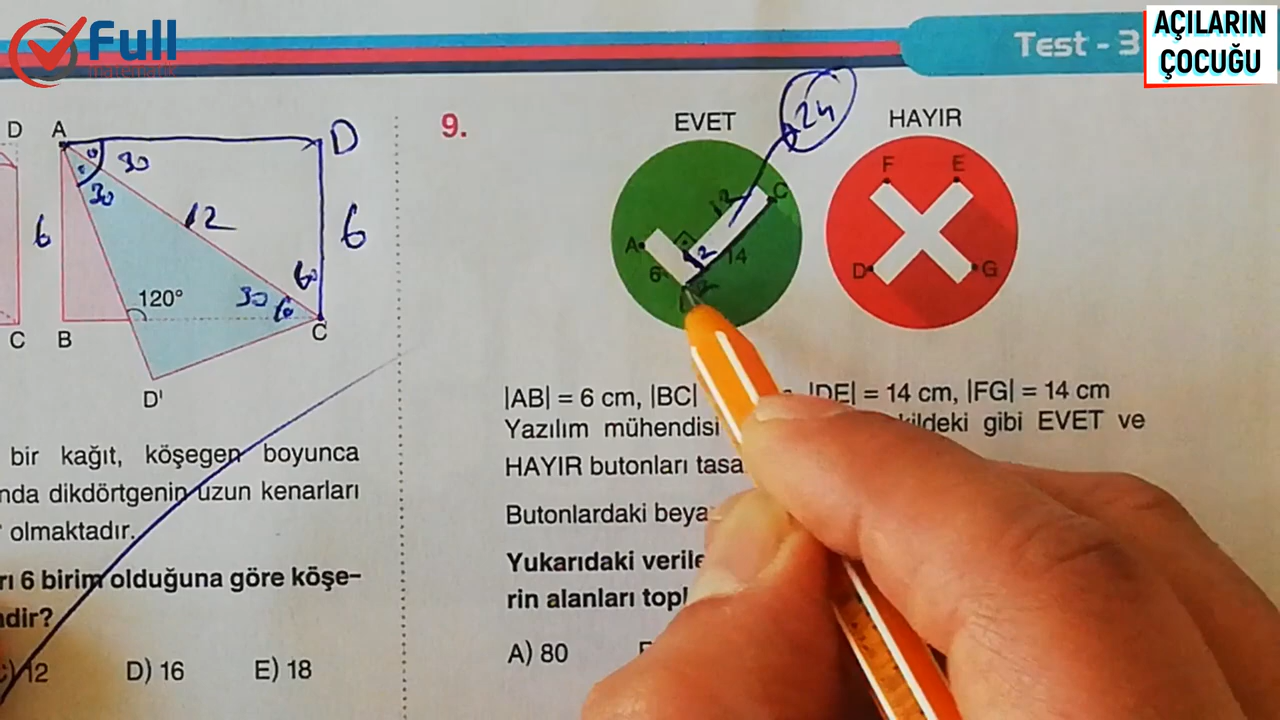 Full
AÇILARIN
ÇOCUĞU
Test - 3
D
A
30
30
12
D
6
6
60
30
120°
B
C
C
D'
bir kağıt, köşegen boyunca
nda dikdörtgenin uzun kenarları
olmaktadır.
rı 6 birim olduğuna göre köşe-
ndir?
C) 12 D) 16 E) 18
9.
EVET
HAYIR
24
12
C
A
12
14
6
F
E
D
G
|AB| = 6 cm, |BC| |DE| = 14 cm, |FG| = 14 cm
Yazılım mühendisi kildeki gibi EVET ve
HAYIR butonları tasa
Butonlardaki beya
Yukarıdaki verile
rin alanları topl
A) 80